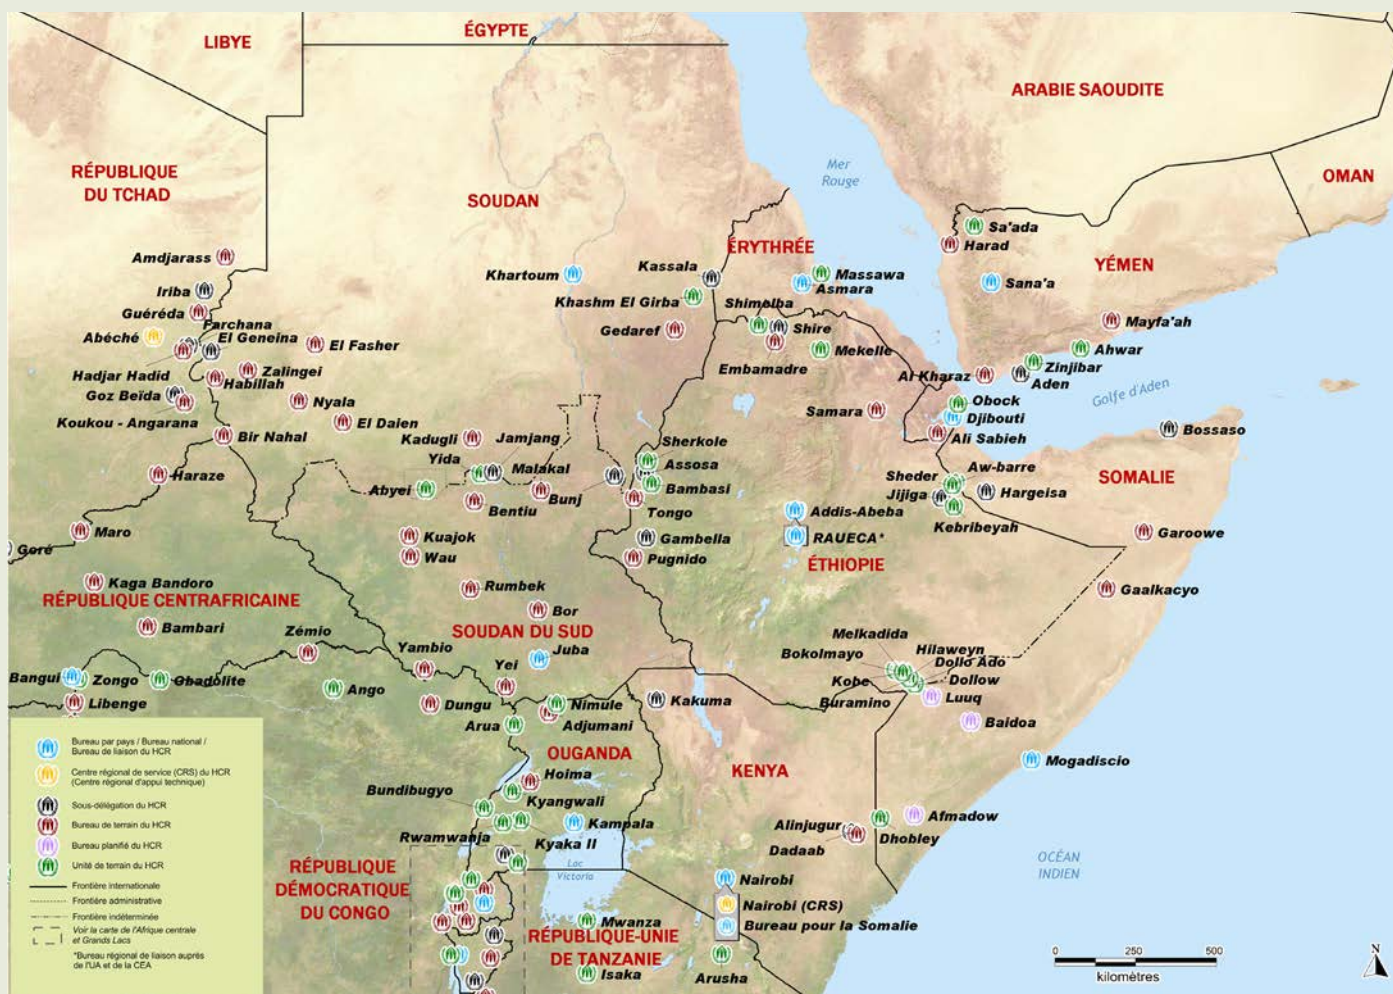 ÉGYPTE
LIBYE
ARABIE SAOUDITE
RÉPUBLIQUE
DU TCHAD
Mer
Rouge
OMAN
SOUDAN
Sa'ada
Harad
ÉRYTHRÉE
YÉMEN
Amdjarass
Khartoum
Kassala
Massawa
Asmara
Sana'a
Iriba
Khashm El Girba
Shimelba
Guéréda
Farchana
Mayfa'ah
Abéché
El Geneina
El Fasher
Gedaref
Shire
Mekelle
Ahwar
Zinjibar
Embamadre
Hadjar Hadid
Zalingei
Habillah
Al Kharaz
Aden
Goz Beïda
Nyala
Samara
Obock
Golfe d'Aden
Djibouti
Koukou - Angarana
El Daien
Bir Nahal
Kadugli
Jamjang
Sherkole
Ali Sabieh
Bossaso
Yida
Malakal
Assosa
Aw-barre
Haraze
Sheder
SOMALIE
Abyei
Bunj
Bambasi
Jijiga
Hargeisa
Bentiu
Tongo
Kebribeyah
Addis-Abeba
Maro
Kuajok
Gambella
RAUECA*
Garoowe
Goré
Wau
Pugnido
ÉTHIOPIE
Kaga Bandoro
Rumbek
Gaalkacyo
RÉPUBLIQUE CENTRAFRICAINE
Bor
Bambari
Zémio
SOUDAN DU SUD
Juba
Melkadida
Hilaweyn
Yambio
Yei
Bokolmayo
Dollo Ado
Bangui
Zongo
Gbadolite
Ango
Kobe
Dollow
Libenge
Dungu
Nimule
Kakuma
Buramino
Luuq
Arua
Adjumani
Baidoa
OUGANDA
Mogadiscio
KENYA
Hoima
Bundibugyo
Kyangwali
Kampala
Alinjugur
Afmadow
Rwamwanja
Kyaka II
Dadaab
Dhobley
Lac
Victoria
OCÉAN
INDIEN
RÉPUBLIQUE
DÉMOCRATIQUE
DU CONGO
Nairobi
Nairobi (CRS)
Bureau pour la Somalie
Mwanza
RÉPUBLIQUE-UNIE
DE TANZANIE
Isaka
Arusha
Bureau par pays / Bureau national /
Bureau de liaison du HCR
Centre régional de service (CRS) du HCR
(Centre régional d'appui technique)
Sous-délégation du HCR
Bureau de terrain du HCR
Bureau planifié du HCR
Unité de terrain du HCR
Frontière internationale
Frontière administrative
Frontière indéterminée
Voir la carte de l'Afrique centrale
et Grands Lacs
*Bureau régional de liaison auprès
de l'UA et de la CEA
0 250 500
kilomètres
N